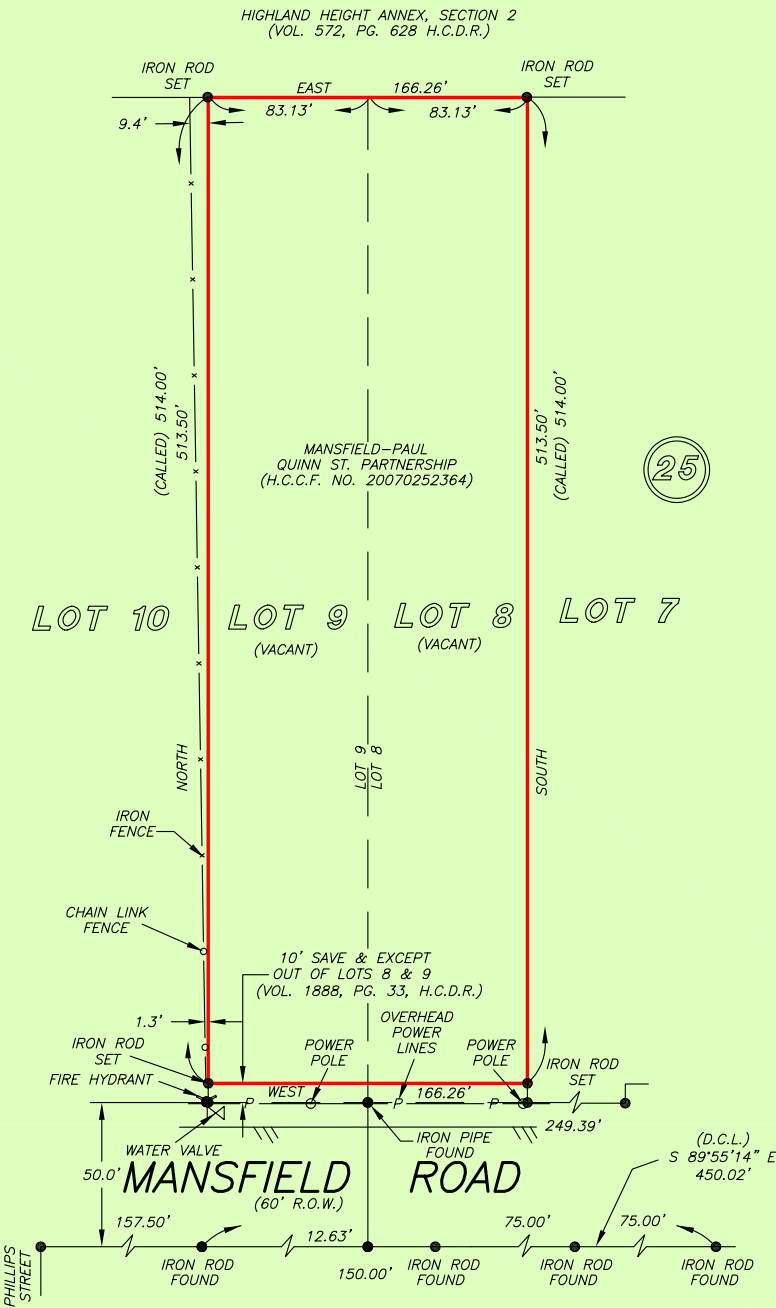 HIGHLAND HEIGHT ANNEX, SECTION 2
(VOL. 572, PG. 628 H.C.D.R.)
IRON ROD
SET
IRON ROD
SET
EAST 166.26'
83.13' 83.13'
9.4'
(CALLED) 514.00'
513.50'
513.50'
(CALLED) 514.00'
MANSFIELD-PAUL
QUINN ST. PARTNERSHIP
(H.C.C.F. NO. 20070252364)
25
LOT 10
LOT 9
(VACANT)
LOT 8
(VACANT)
LOT 7
NORTH
LOT 9
LOT 8
SOUTH
IRON
FENCE
CHAIN LINK
FENCE
10' SAVE & EXCEPT
OUT OF LOTS 8 & 9
(VOL. 1888, PG. 33, H.C.D.R.)
1.3'
IRON ROD
SET
FIRE HYDRANT
POWER
POLE
OVERHEAD
POWER
LINES
POWER
POLE
IRON ROD
SET
WEST 166.26'
P P P
249.39'
WATER VALVE
IRON PIPE
FOUND
50.0'
MANSFIELD ROAD
(60' R.O.W.)
(D.C.L.)
S 89°55'14" E
450.02'
157.50'
12.63'
75.00'
75.00'
PHILLIPS
STREET
IRON ROD
FOUND
150.00'
IRON ROD
FOUND
IRON ROD
FOUND
IRON ROD
FOUND